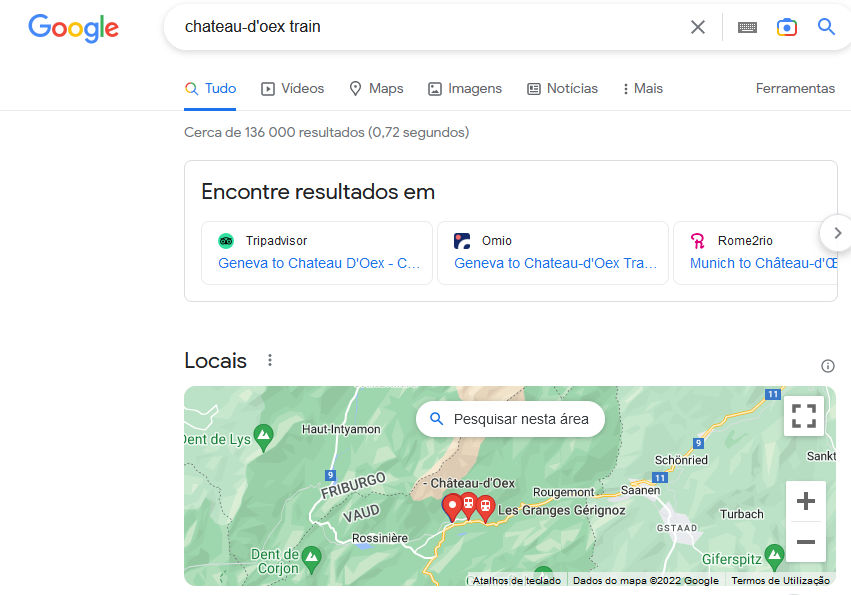 Google
chateau-d'oex train
Tudo Vídeos Maps Imagens Notícias Mais Ferramentas
Cerca de 136 000 resultados (0,72 segundos)
Encontre resultados em
Tripadvisor
Geneva to Chateau D'Oex - C...
Omio
Geneva to Chateau-d'Oex Tra...
Rome2rio
Munich to Château-d'Œ
Locais
11
Pesquisar nesta área
Dent de Lys
Haut-Intyamon
9
Schönried
Sankt
9
11
FRIBURGO
Château-d'Oex
Rougemont
Saanen
VAUD
Les Granges Gérignoz
Turbach
GSTAAD
Rossinière
Dent de
Corjon
Giferspitz
Atalhos de teclado Dados do mapa ©2022 Google Termos de Utilização